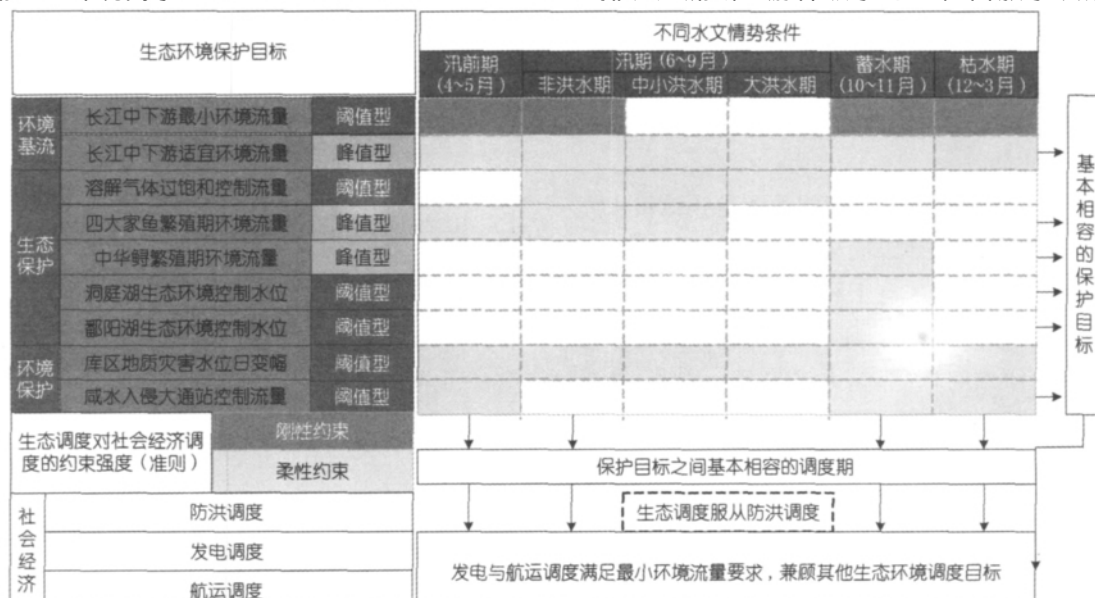 生态环境保护目标
不同水文情势条件
汛前期
(4~5月)
汛期(6~9月)
非洪水期
中小洪水期
大洪水期
蓄水期
(10~11月)
枯水期
(12~3月)
环境
基流
长江中下游最小环境流量
阈值型
长江中下游适宜环境流量
峰值型
生态
保护
溶解气体过饱和控制流量
阈值型
四大家鱼繁殖期环境流量
峰值型
中华鲟繁殖期环境流量
峰值型
洞庭湖生态环境控制水位
阈值型
鄱阳湖生态环境控制水位
阈值型
环境
保护
库区地质灾害水位日变幅
阈值型
咸水入侵大通站控制流量
阈值型
基本相容的保护目标
生态调度对社会经济调
度的约束强度(准则)
刚性约束
柔性约束
保护目标之间基本相容的调度期
社会经济
防洪调度
生态调度服从防洪调度
发电调度
航运调度
发电与航运调度满足最小环境流量要求,兼顾其他生态环境调度目标